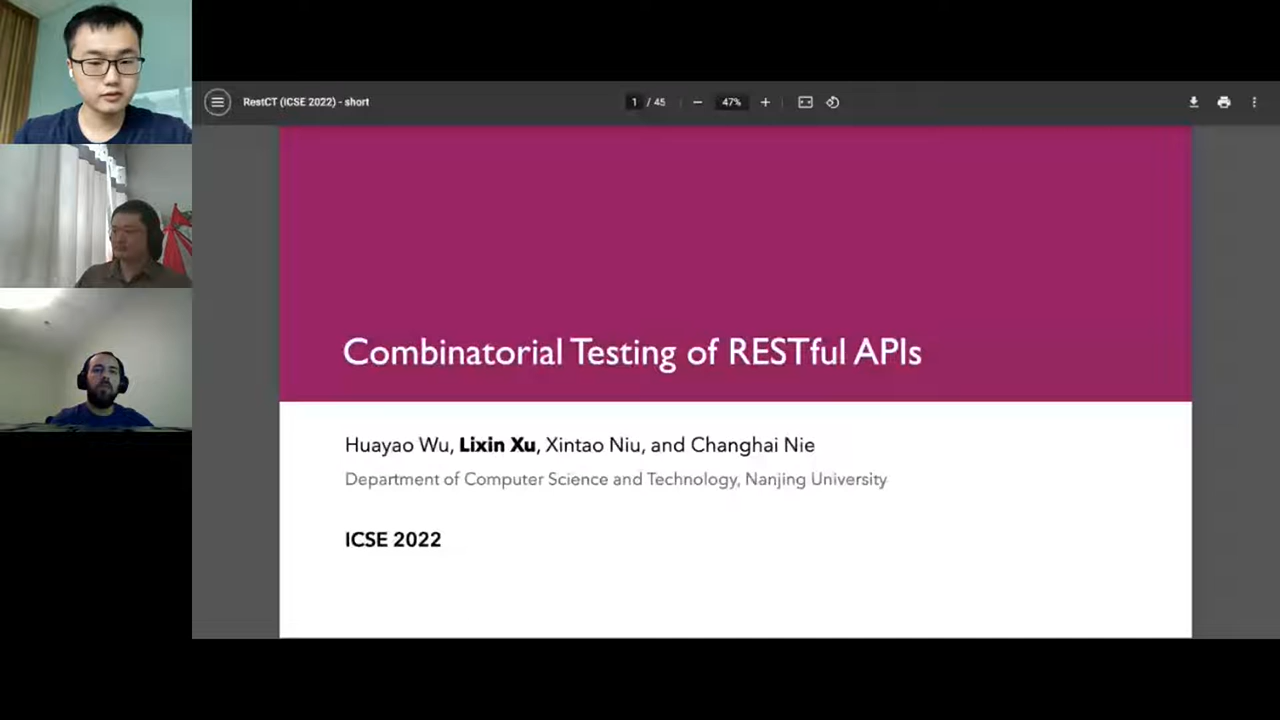 RestCT (ICSE 2022) - short
1 / 45
47%
Combinatorial Testing of RESTful APIs
Huayao Wu, Lixin Xu, Xintao Niu, and Changhai Nie
Department of Computer Science and Technology, Nanjing University
ICSE 2022